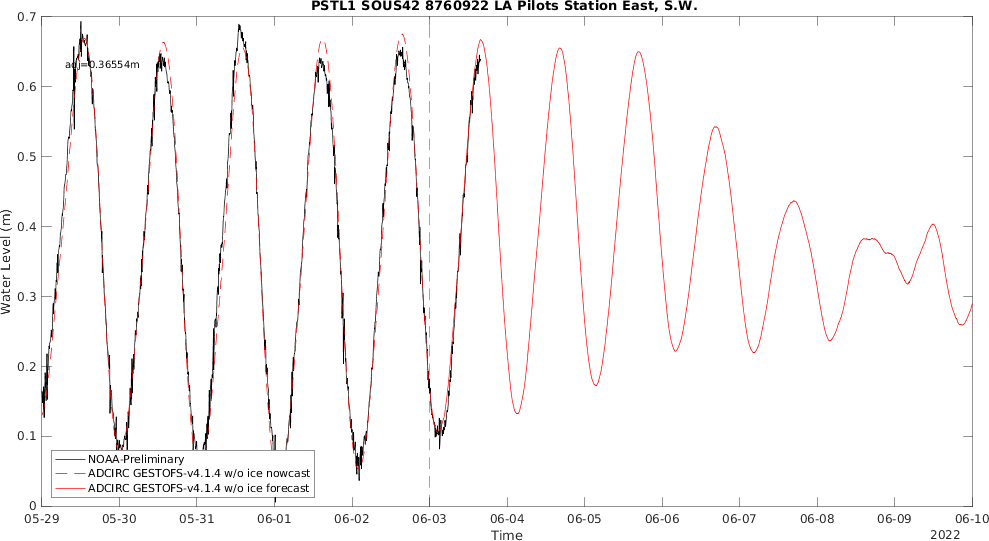 PSTL1 SOUS42 8760922 LA Pilots Station East, S.W.
0.7
0.6
0.5
0.4
0.3
0.2
0.1
0
Water Level (m)
adj=0.36554m
NOAA-Preliminary
ADCIRC GESTOFS-v4.1.4 w/o ice nowcast
ADCIRC GESTOFS-v4.1.4 w/o ice forecast
05-29 05-30 05-31 06-01 06-02 06-03 06-04 06-05 06-06 06-07 06-08 06-09 06-10
Time
2022